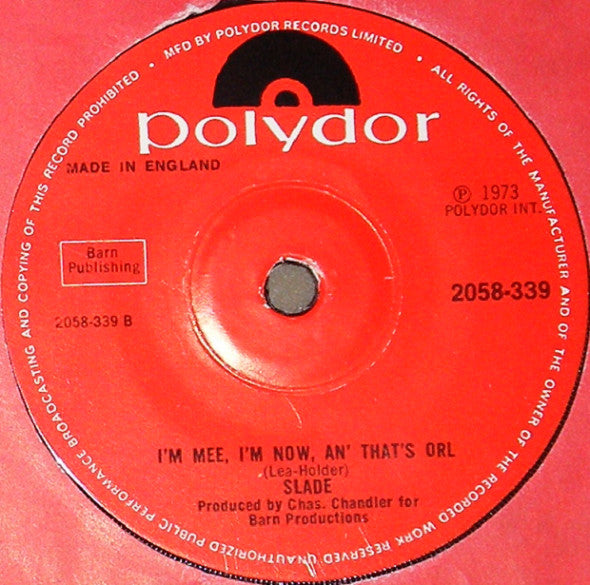 MFD BY POLYDOR RECORDS LIMITED • ALL RIGHTS OF THE MANUFACTURER AND OF THE OWNER OF THE RECORDED WORK RESERVED UNAUTHORIZED PUBLIC PERFORMANCE BROADCASTING AND COPYING OF THIS RECORD PROHIBITED •
polydor
MADE IN ENGLAND
Ⓟ 1973
POLYDOR INT.
Barn
Publishing
2058-339
2058-339 B
I'M MEE, I'M NOW, AN' THAT'S ORL
(Lea-Holder)
SLADE
Produced by Chas. Chandler for
Barn Productions